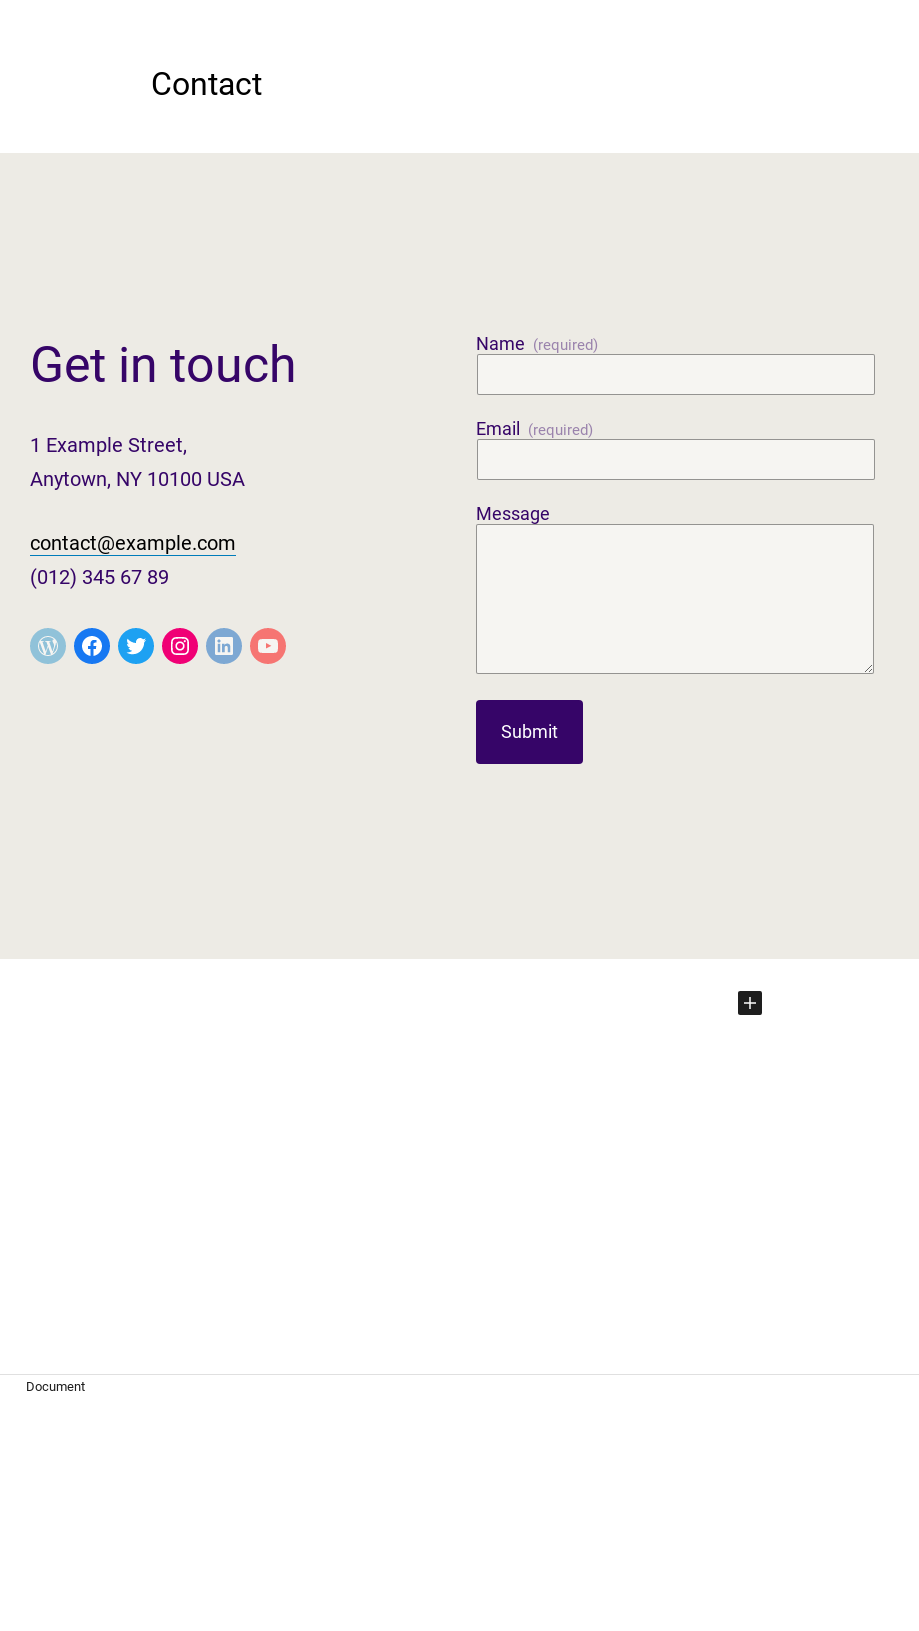 Contact
Get in touch
1 Example Street,
Anytown, NY 10100 USA
contact@example.com
(012) 345 67 89
Name (required)
Email (required)
Message
Submit
Document